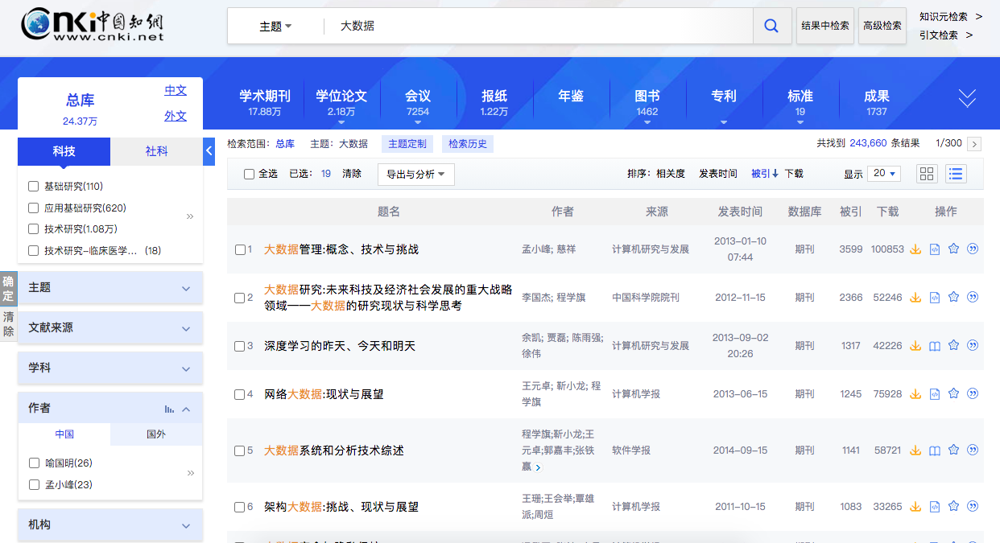 cnki中国知网
www.cnki.net
主题 大数据 结果中检索 高级检索 知识元检索 >
引文检索 >
总库 中文
24.37万 外文
学术期刊 学位论文 会议 报纸 年鉴 图书 专利 标准 成果
17.88万 2.18万 7254 1.22万 1462 19 1737
科技 社科
检索范围: 总库 主题: 大数据 主题定制 检索历史 共找到 243,660 条结果 1/300 >
全选 已选: 19 清除 导出与分析 排序: 相关度 发表时间 被引↓ 下载 显示 20
基础研究(110)
应用基础研究(620)
技术研究(1.08万)
技术研究-临床医学... (18)
»
确定
清除
主题
文献来源
学科
作者
中国 国外
喻国明(26)
孟小峰(23)
»
机构
题名 作者 来源 发表时间 数据库 被引 下载 操作
1 大数据管理:概念、技术与挑战 孟小峰; 慈祥 计算机研究与发展 2013-01-10
07:44 期刊 3599 100853
2 大数据研究:未来科技及经济社会发展的重大战略
领域——大数据的研究现状与科学思考 李国杰; 程学旗 中国科学院院刊 2012-11-15 期刊 2366 52246
3 深度学习的昨天、今天和明天 余凯; 贾磊; 陈雨强;
徐伟 计算机研究与发展 2013-09-02
20:26 期刊 1317 42226
4 网络大数据:现状与展望 王元卓; 靳小龙; 程
学旗 计算机学报 2013-06-15 期刊 1245 75928
5 大数据系统和分析技术综述 程学旗;靳小龙;王
元卓;郭嘉丰;张铁
赢 > 软件学报 2014-09-15 期刊 1141 58721
6 架构大数据:挑战、现状与展望 王珊;王会举;覃雄
派;周烜 计算机学报 2011-10-15 期刊 1083 33265